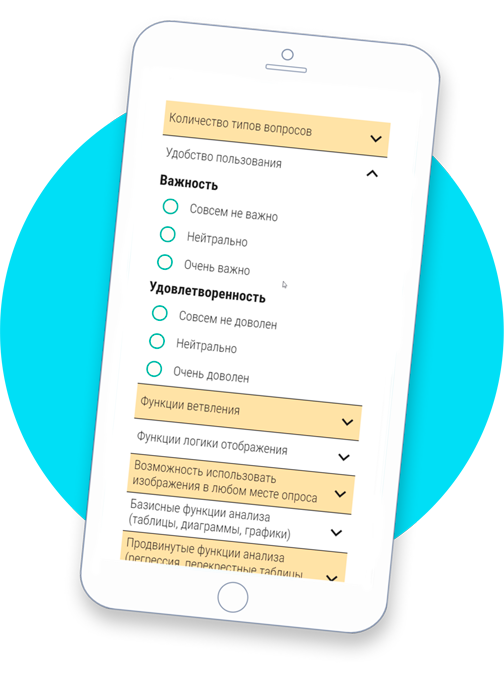 Количество типов вопросов
Удобство пользования
Важность
Совсем не важно
Нейтрально
Очень важно
Удовлетворенность
Совсем не доволен
Нейтрально
Очень доволен
Функции ветвления
Функции логики отображения
Возможность использовать
изображения в любом месте опроса
Базисные функции анализа
(таблицы, диаграммы, графики)
Продвинутые функции анализа
(регрессия, перекрестные таблицы